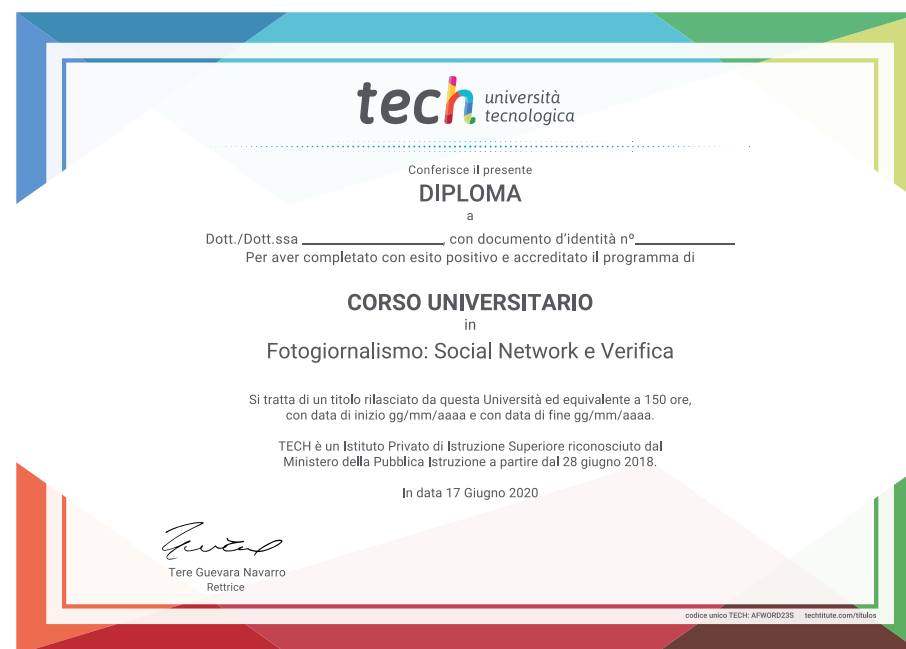 tech università
tecnologica
Conferisce il presente
DIPLOMA
a
Dott./Dott.ssa ____________________, con documento d'identità nº______________
Per aver completato con esito positivo e accreditato il programma di
CORSO UNIVERSITARIO
in
Fotogiornalismo: Social Network e Verifica
Si tratta di un titolo rilasciato da questa Università ed equivalente a 150 ore,
con data di inizio gg/mm/aaaa e con data di fine gg/mm/aaaa.
TECH è un Istituto Privato di Istruzione Superiore riconosciuto dal
Ministero della Pubblica Istruzione a partire dal 28 giugno 2018.
In data 17 Giugno 2020
Tere Guevara Navarro
Rettrice
codice unico TECH: AFWORD23S techtitute.com/titulos